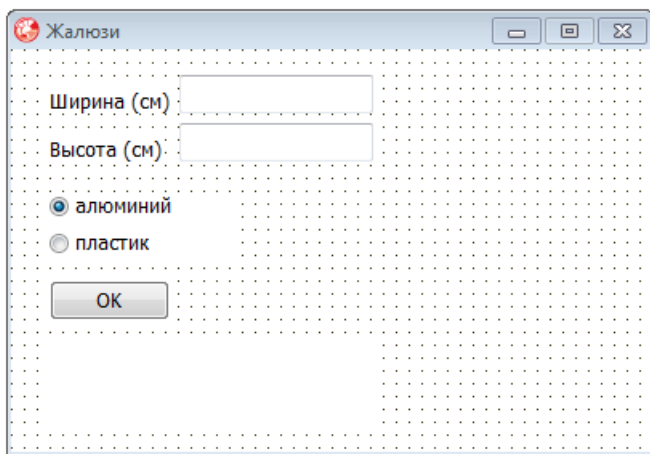 Жалюзи
Ширина (см)
Высота (см)
алюминий
пластик
OK